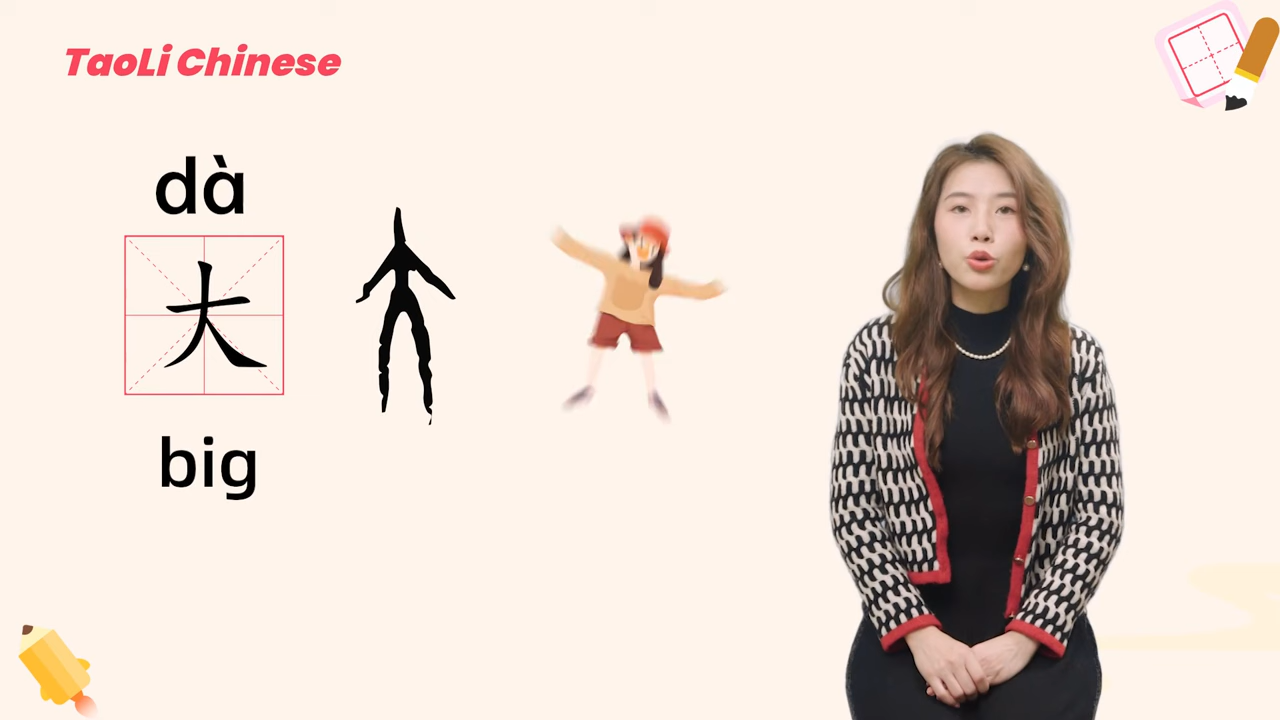 TaoLi Chinese
dà
大
big